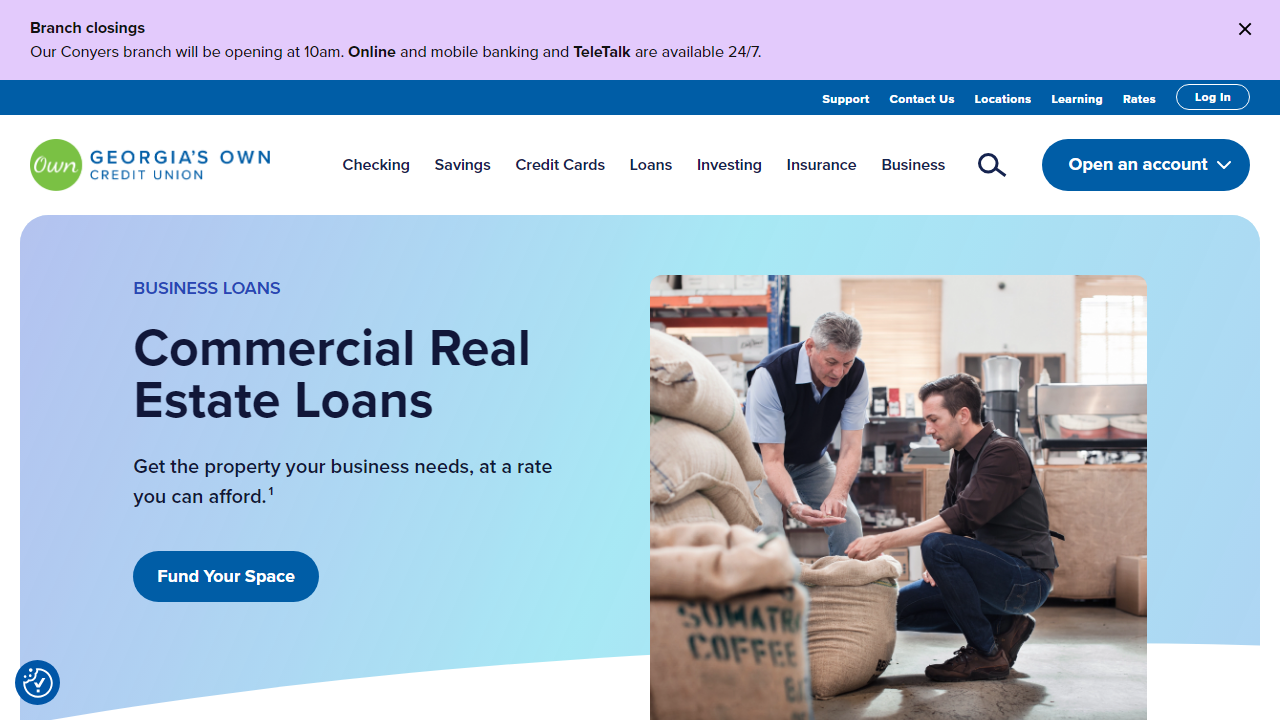 Branch closings
Our Conyers branch will be opening at 10am. Online and mobile banking and TeleTalk are available 24/7.
Support Contact Us Locations Learning Rates Log In
Own GEORGIA'S OWN
CREDIT UNION
Checking Savings Credit Cards Loans Investing Insurance Business Open an account
BUSINESS LOANS
Commercial Real
Estate Loans
Get the property your business needs, at a rate
you can afford.¹
Fund Your Space
SUMATR
COFFEE